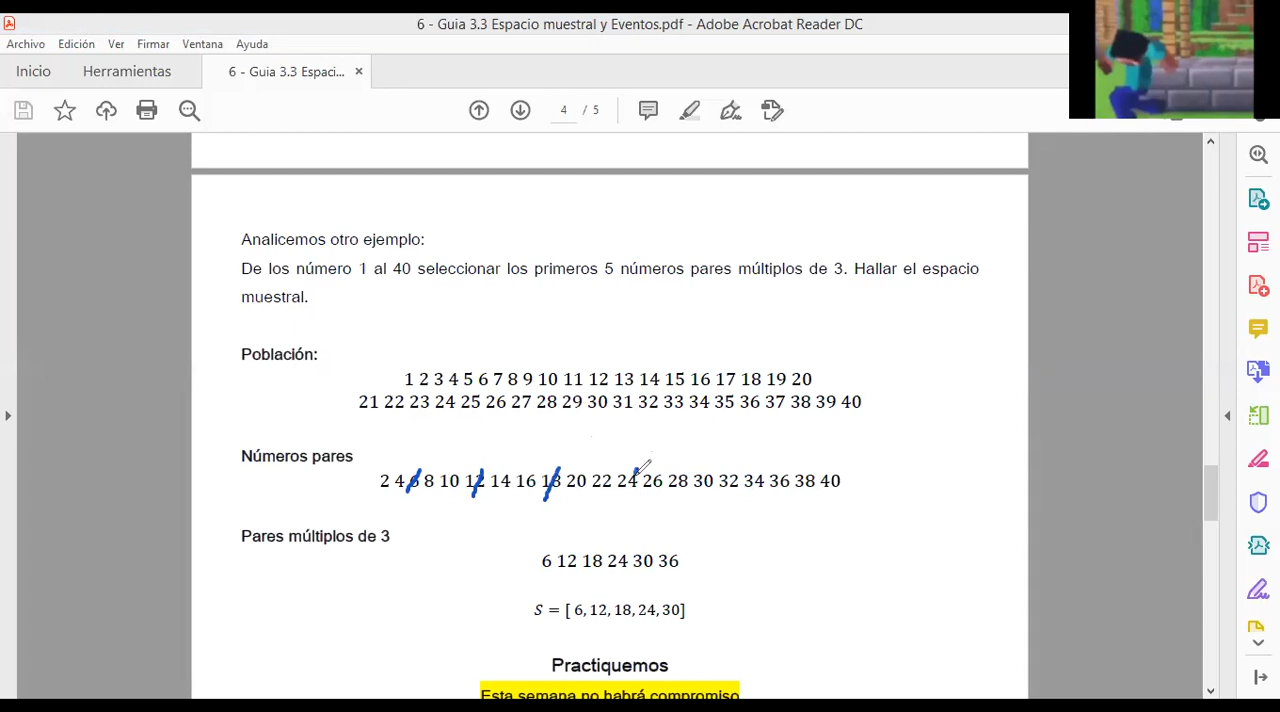 6 - Guia 3.3 Espacio muestral y Eventos.pdf - Adobe Acrobat Reader DC
Archivo Edición Ver Firmar Ventana Ayuda
Inicio Herramientas 6 - Guia 3.3 Espaci... ×
4 / 5
Analicemos otro ejemplo:
De los número 1 al 40 seleccionar los primeros 5 números pares múltiplos de 3. Hallar el espacio
muestral.
Población:
1 2 3 4 5 6 7 8 9 10 11 12 13 14 15 16 17 18 19 20
21 22 23 24 25 26 27 28 29 30 31 32 33 34 35 36 37 38 39 40
Números pares
2 4 6 8 10 12 14 16 18 20 22 24 26 28 30 32 34 36 38 40
Pares múltiplos de 3
6 12 18 24 30 36
S = [ 6, 12, 18, 24, 30]
Practiquemos
Esta semana no habrá compromiso